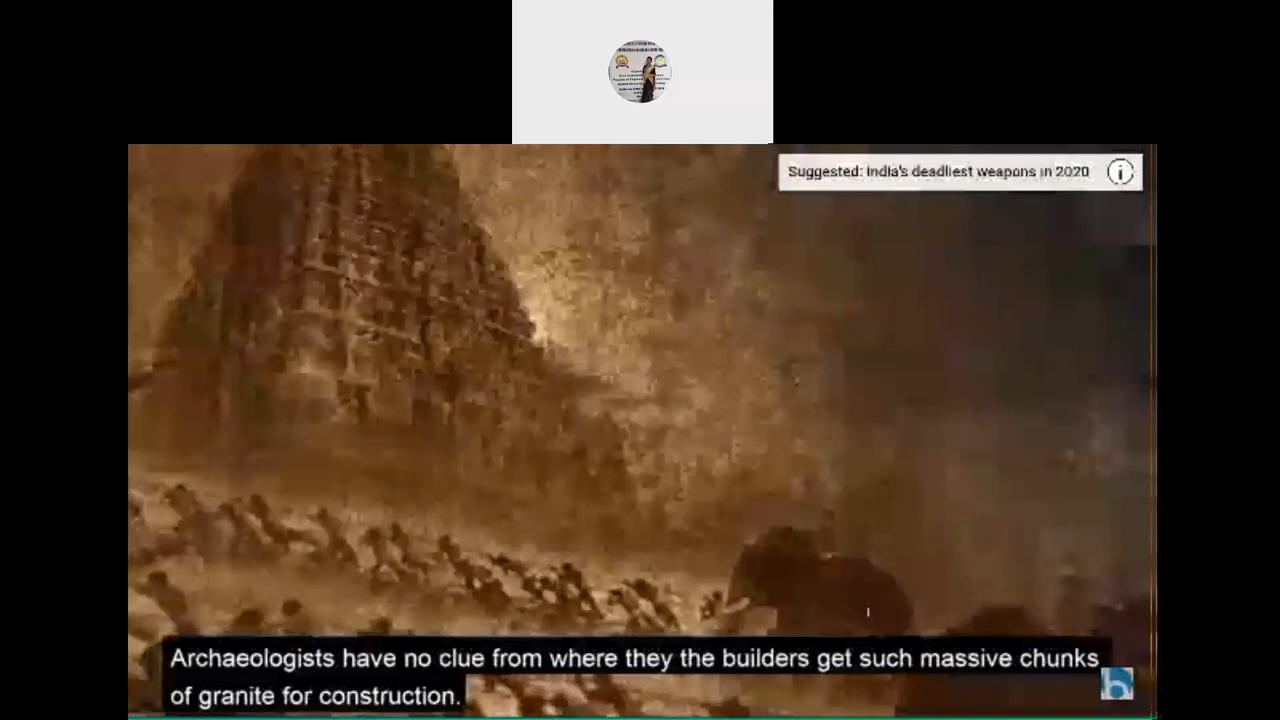 Suggested: India's deadliest weapons in 2020
Archaeologists have no clue from where they the builders get such massive chunks
of granite for construction.